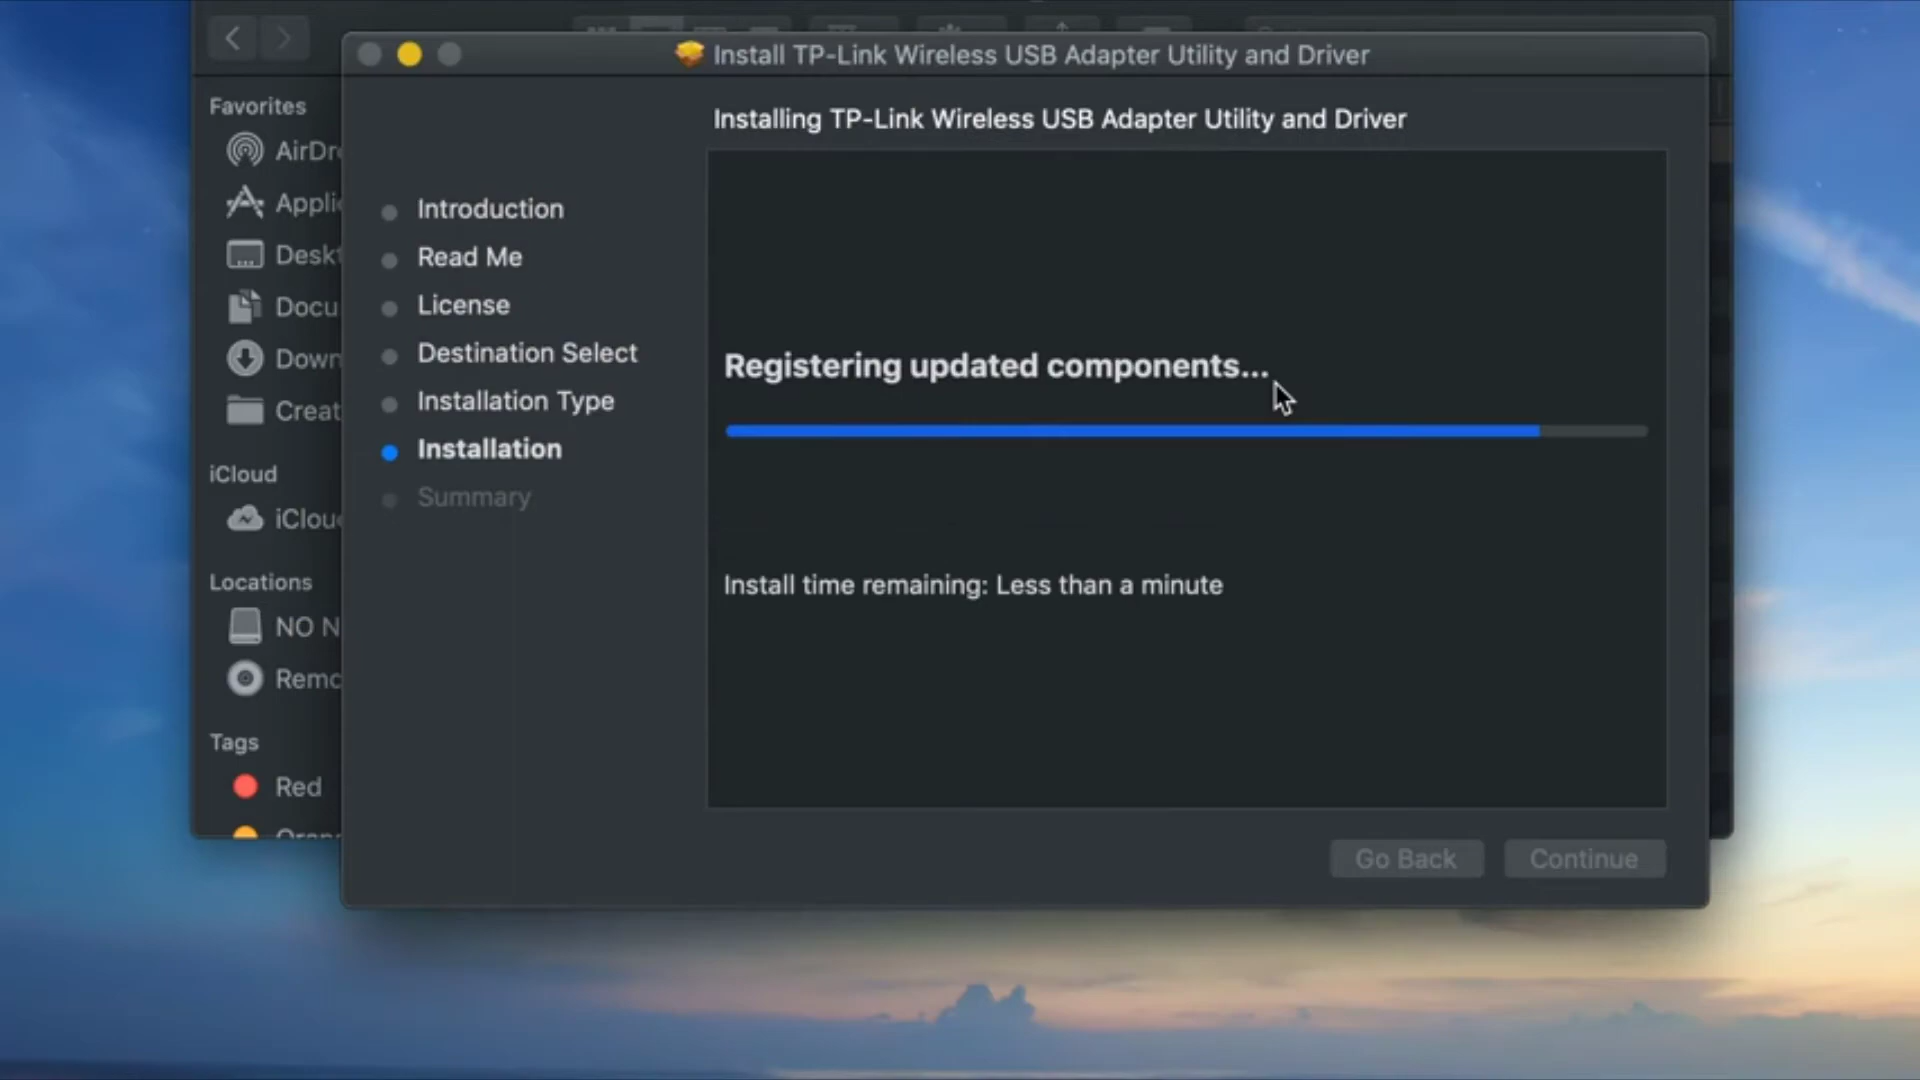 Install TP-Link Wireless USB Adapter Utility and Driver
Favorites
AirDr
Applic
Deskt
Docu
Down
Creat
iCloud
iClou
Locations
NO N
Remo
Tags
Red
Orang
Introduction
Read Me
License
Destination Select
Installation Type
Installation
Summary
Installing TP-Link Wireless USB Adapter Utility and Driver
Registering updated components...
Install time remaining: Less than a minute
Go Back
Continue